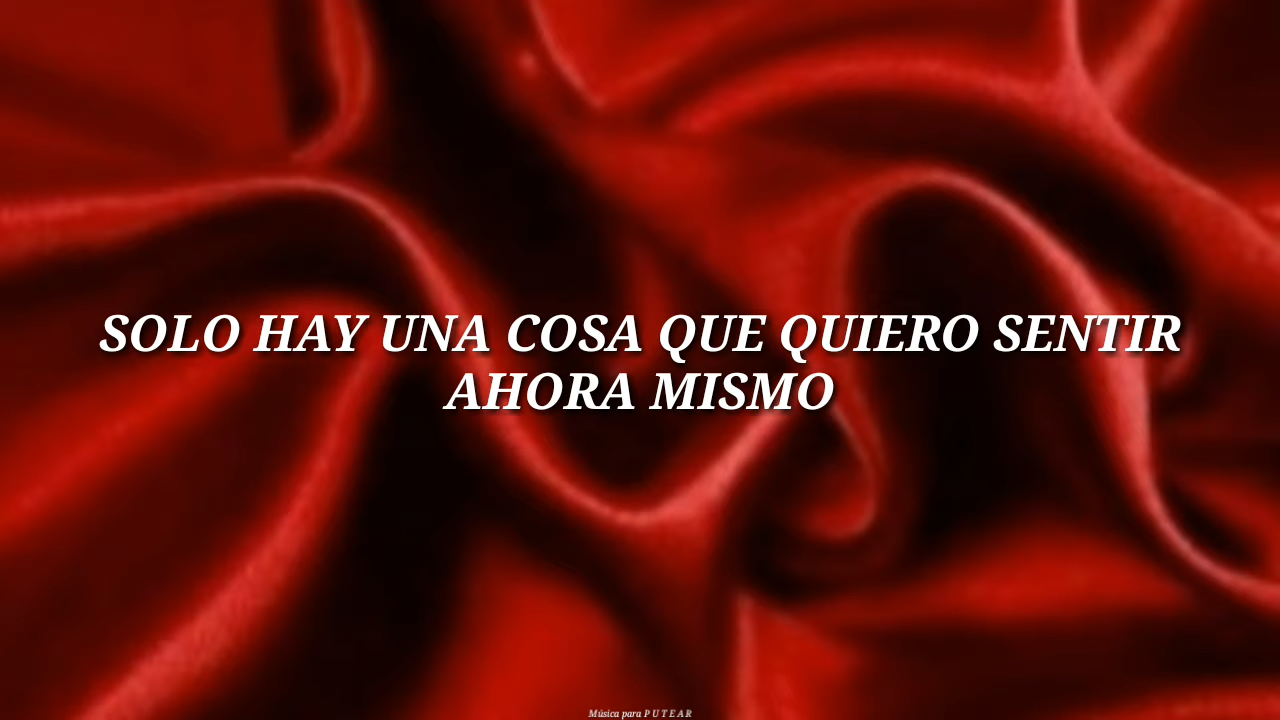 SOLO HAY UNA COSA QUE QUIERO SENTIR
AHORA MISMO
Música para P U T E A R